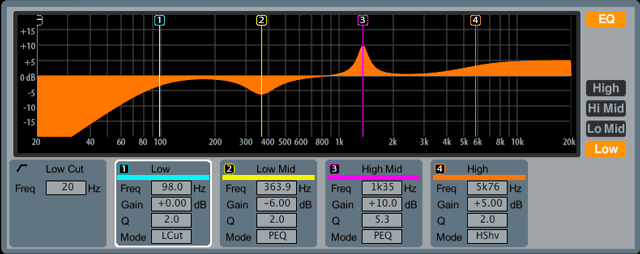 1 2 3 4 EQ
+15
+10
+5
0 dB
-5
-10
-15
20 40 60 80 100 200 300 400 500 600 1k 2k 3k 4k 5k 6k 8k 10k 20k
High
Hi Mid
Lo Mid
Low
Low Cut 1 Low 2 Low Mid 3 High Mid 4 High
Freq 20 Hz Freq 98.0 Hz Freq 363.9 Hz Freq 1k35 Hz Freq 5k76 Hz
Gain +0.00 dB Gain -6.00 dB Gain +10.0 dB Gain +5.00 dB
Q 2.0 Q 2.0 Q 5.3 Q 2.0
Mode LCut Mode PEQ Mode PEQ Mode HShv